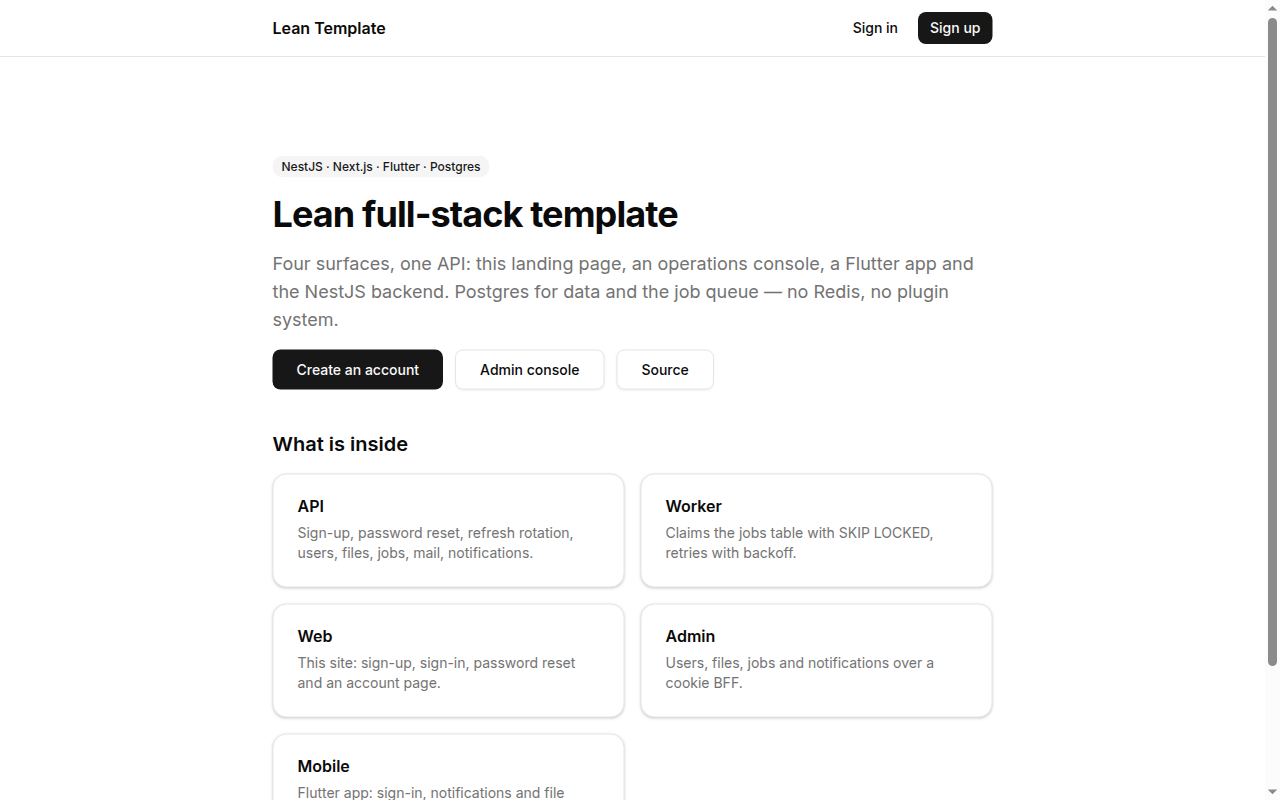 Lean Template
Sign in
Sign up
NestJS · Next.js · Flutter · Postgres
Lean full-stack template
Four surfaces, one API: this landing page, an operations console, a Flutter app and
the NestJS backend. Postgres for data and the job queue — no Redis, no plugin
system.
Create an account
Admin console
Source
What is inside
API
Sign-up, password reset, refresh rotation,
users, files, jobs, mail, notifications.
Worker
Claims the jobs table with SKIP LOCKED,
retries with backoff.
Web
This site: sign-up, sign-in, password reset
and an account page.
Admin
Users, files, jobs and notifications over a
cookie BFF.
Mobile
Flutter app: sign-in, notifications and file